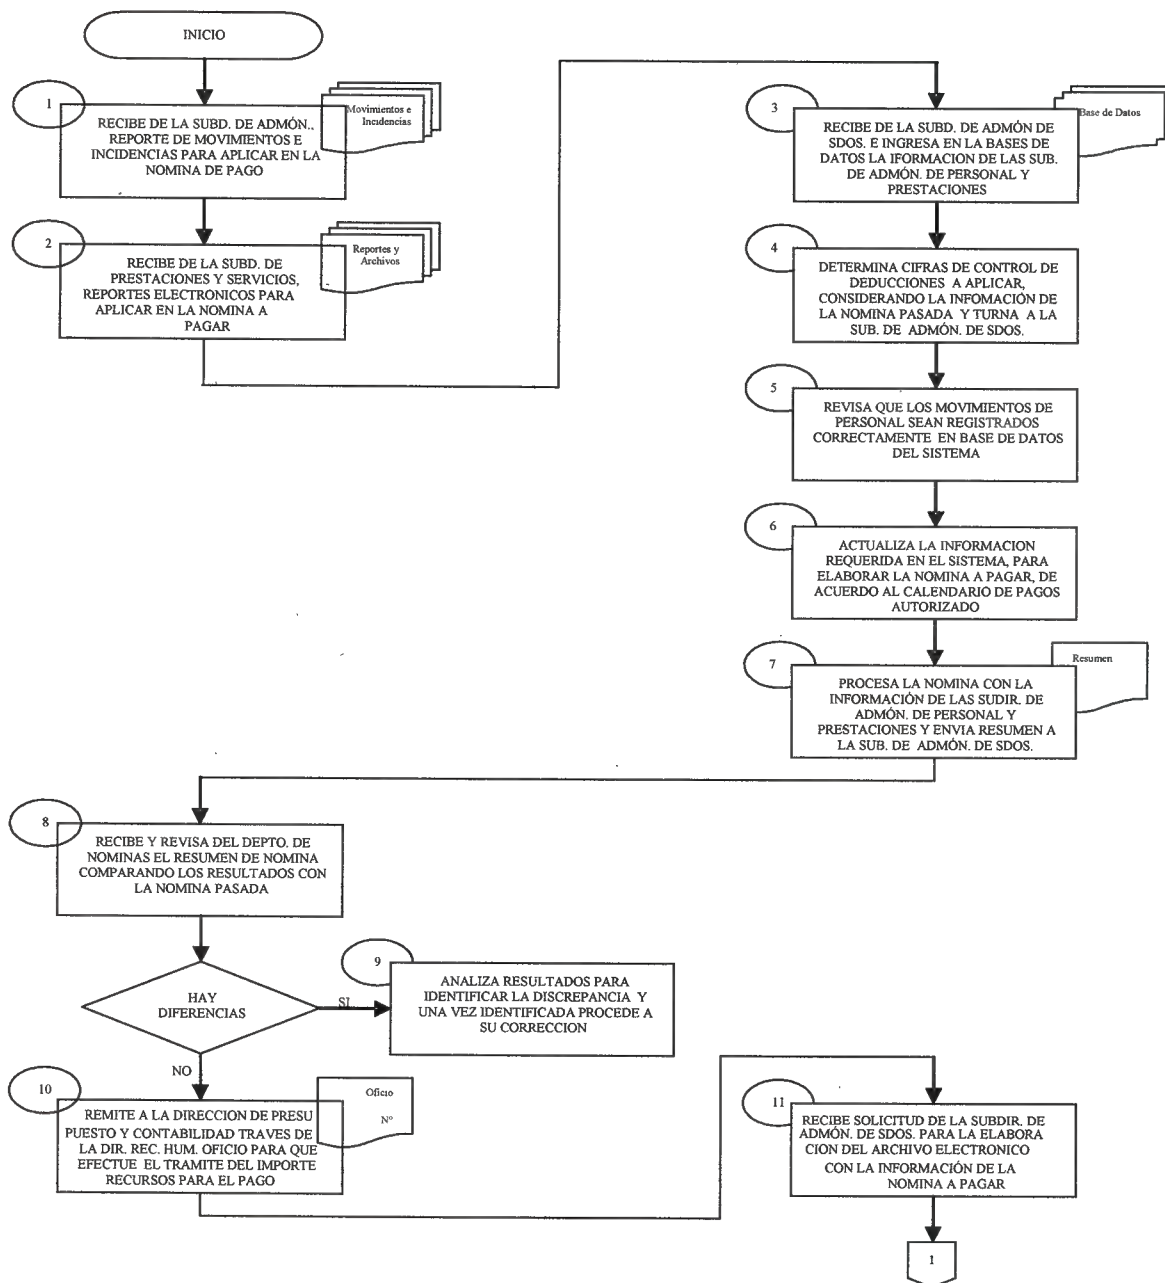 INICIO
1
Movimientos e
Incidencias
RECIBE DE LA SUBD. DE ADMÓN.,
REPORTE DE MOVIMIENTOS E
INCIDENCIAS PARA APLICAR EN LA
NOMINA DE PAGO
2
Reportes y
Archivos
RECIBE DE LA SUBD. DE
PRESTACIONES Y SERVICIOS,
REPORTES ELECTRONICOS PARA
APLICAR EN LA NOMINA A
PAGAR
3
Base de Datos
RECIBE DE LA SUBD. DE ADMÓN DE
SDOS. E INGRESA EN LA BASES DE
DATOS LA IFORMACION DE LAS SUB.
DE ADMÓN. DE PERSONAL Y
PRESTACIONES
4
DETERMINA CIFRAS DE CONTROL DE
DEDUCCIONES A APLICAR,
CONSIDERANDO LA INFOMACIÓN DE
LA NOMINA PASADA Y TURNA A LA
SUB. DE ADMÓN. DE SDOS.
5
REVISA QUE LOS MOVIMIENTOS DE
PERSONAL SEAN REGISTRADOS
CORRECTAMENTE EN BASE DE DATOS
DEL SISTEMA
6
ACTUALIZA LA INFORMACION
REQUERIDA EN EL SISTEMA, PARA
ELABORAR LA NOMINA A PAGAR, DE
ACUERDO AL CALENDARIO DE PAGOS
AUTORIZADO
7
Resumen
PROCESA LA NOMINA CON LA
INFORMACIÓN DE LAS SUDIR. DE
ADMÓN. DE PERSONAL Y
PRESTACIONES Y ENVIA RESUMEN A
LA SUB. DE ADMÓN. DE SDOS.
8
RECIBE Y REVISA DEL DEPTO. DE
NOMINAS EL RESUMEN DE NOMINA
COMPARANDO LOS RESULTADOS CON
LA NOMINA PASADA
HAY
DIFERENCIAS
SI
9
ANALIZA RESULTADOS PARA
IDENTIFICAR LA DISCREPANCIA Y
UNA VEZ IDENTIFICADA PROCEDE A
SU CORRECCION
NO
10
Oficio
Nº
REMITE A LA DIRECCION DE PRESU
PUESTO Y CONTABILIDAD TRAVES DE
LA DIR. REC. HUM. OFICIO PARA QUE
EFECTUE EL TRAMITE DEL IMPORTE
RECURSOS PARA EL PAGO
11
RECIBE SOLICITUD DE LA SUBDIR. DE
ADMÓN. DE SDOS. PARA LA ELABORA
CION DEL ARCHIVO ELECTRONICO
CON LA INFORMACIÓN DE LA
NOMINA A PAGAR
1